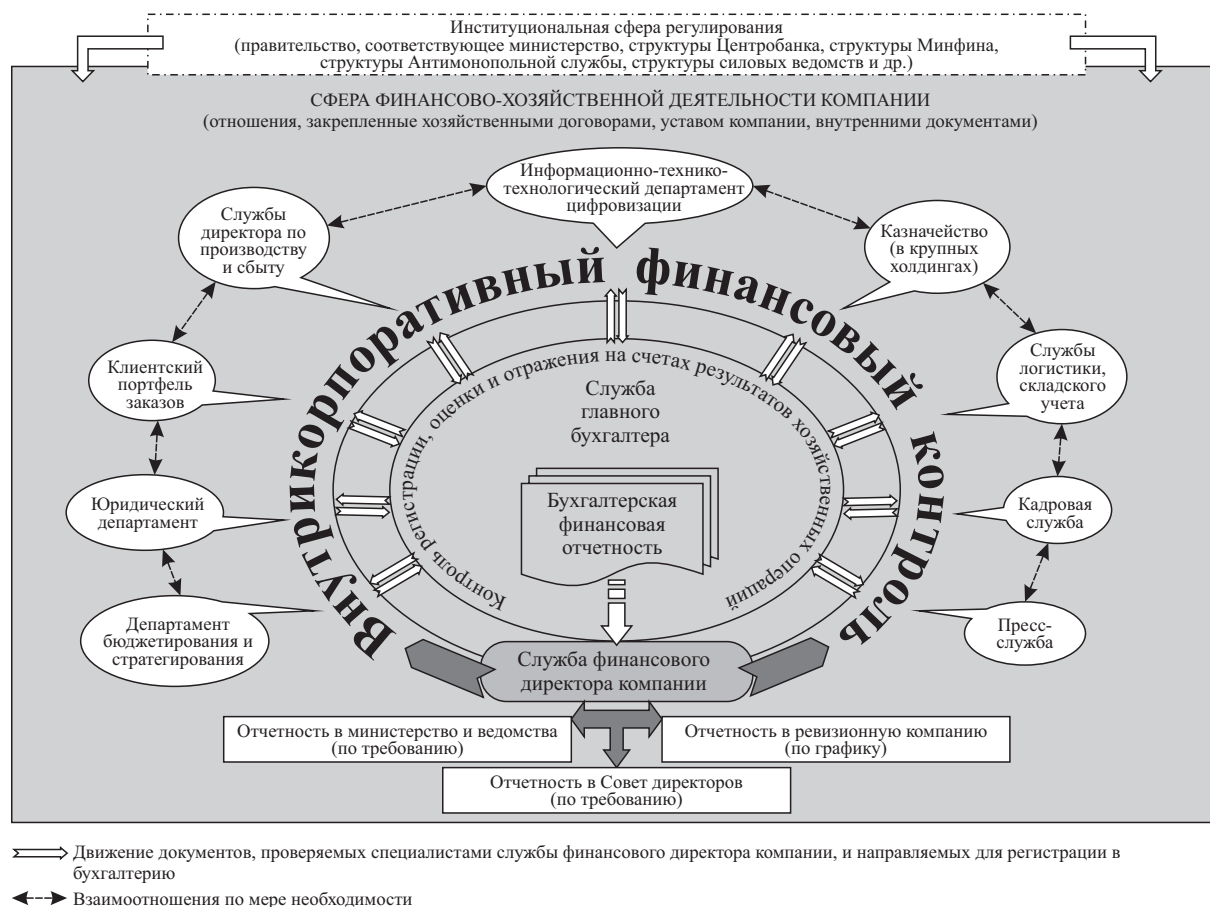 Институциональная сфера регулирования
(правительство, соответствующее министерство, структуры Центробанка, структуры Минфина,
структуры Антимонопольной службы, структуры силовых ведомств и др.)
СФЕРА ФИНАНСОВО-ХОЗЯЙСТВЕННОЙ ДЕЯТЕЛЬНОСТИ КОМПАНИИ
(отношения, закрепленные хозяйственными договорами, уставом компании, внутренними документами)
Информационно-технико-
технологический департамент
цифровизации
Службы
директора по
производству
и сбыту
Казначейство
(в крупных
холдингах)
Клиентский
портфель
заказов
Службы
логистики,
складского
учета
Юридический
департамент
Кадровая
служба
Департамент
бюджетирования и
стратегирования
Пресс-
служба
Внутрикорпоративный финансовый контроль
Контроль регистрации, оценки и отражения на счетах результатов хозяйственных операций
Служба
главного
бухгалтера
Бухгалтерская
финансовая
отчетность
Служба финансового
директора компании
Отчетность в министерство и ведомства
(по требованию)
Отчетность в ревизионную компанию
(по графику)
Отчетность в Совет директоров
(по требованию)
Движение документов, проверяемых специалистами службы финансового директора компании, и направляемых для регистрации в
бухгалтерию
Взаимоотношения по мере необходимости